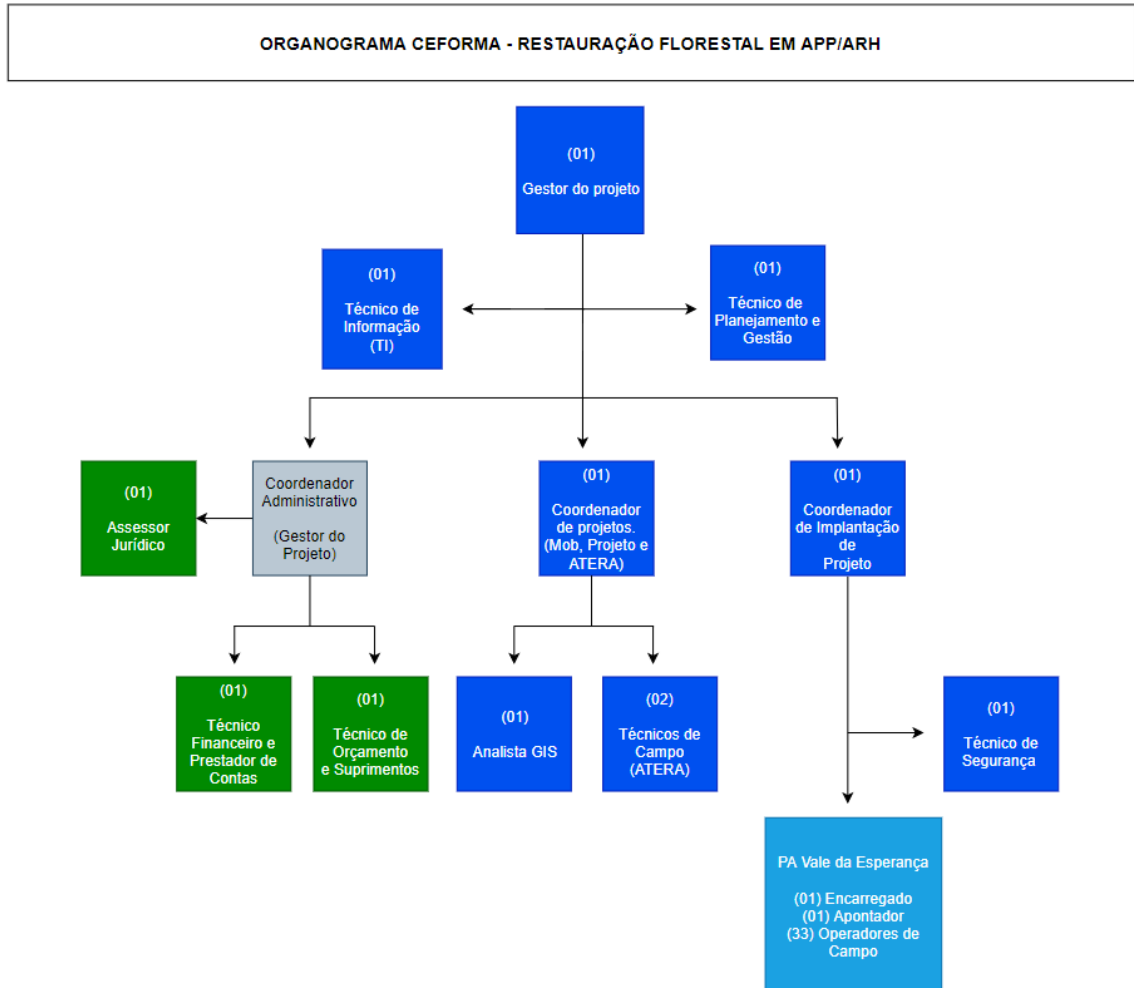 ORGANOGRAMA CEFORMA - RESTAURAÇÃO FLORESTAL EM APP/ARH
(01)
Gestor do projeto
(01)
Técnico de
Informação
(TI)
(01)
Técnico de
Planejamento e
Gestão
(01)
Assessor
Jurídico
Coordenador
Administrativo
(Gestor do
Projeto)
(01)
Coordenador
de projetos.
(Mob, Projeto e
ATERA)
(01)
Coordenador
de Implantação
de
Projeto
(01)
Técnico
Financeiro e
Prestador de
Contas
(01)
Técnico de
Orçamento
e Suprimentos
(01)
Analista GIS
(02)
Técnicos de
Campo
(ATERA)
(01)
Técnico de
Segurança
PA Vale da Esperança
(01) Encarregado
(01) Apontador
(33) Operadores de
Campo